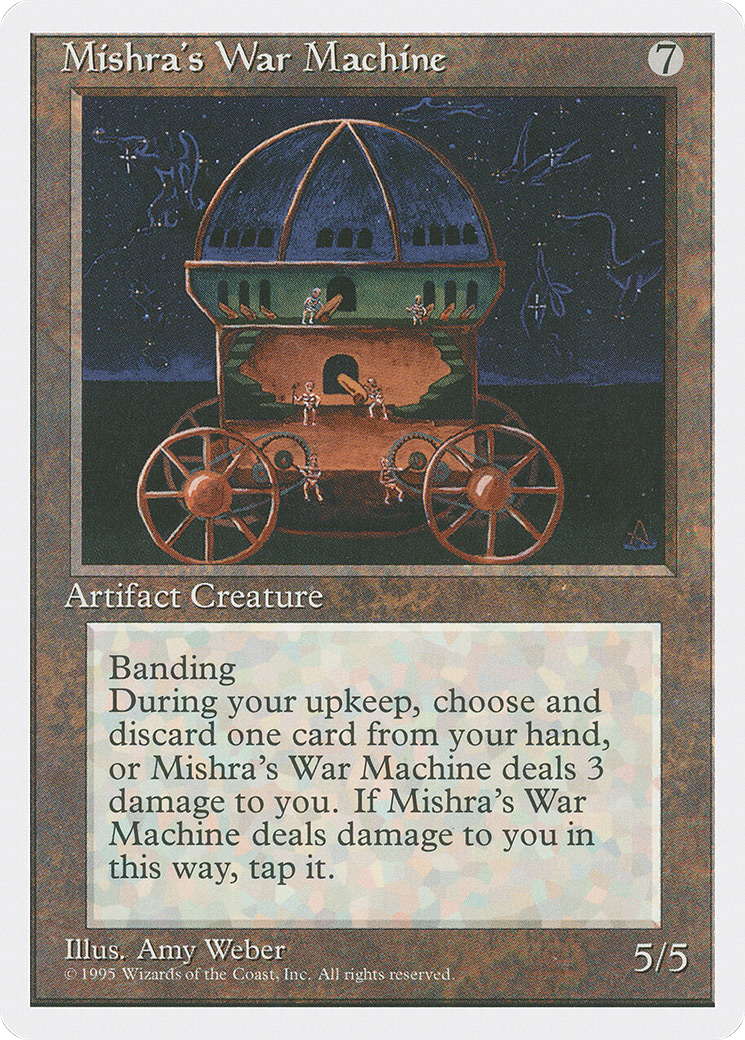 Mishra's War Machine 7
Artifact Creature
Banding
During your upkeep, choose and
discard one card from your hand,
or Mishra's War Machine deals 3
damage to you. If Mishra's War
Machine deals damage to you in
this way, tap it.
Illus. Amy Weber
5/5
© 1995 Wizards of the Coast, Inc. All rights reserved.